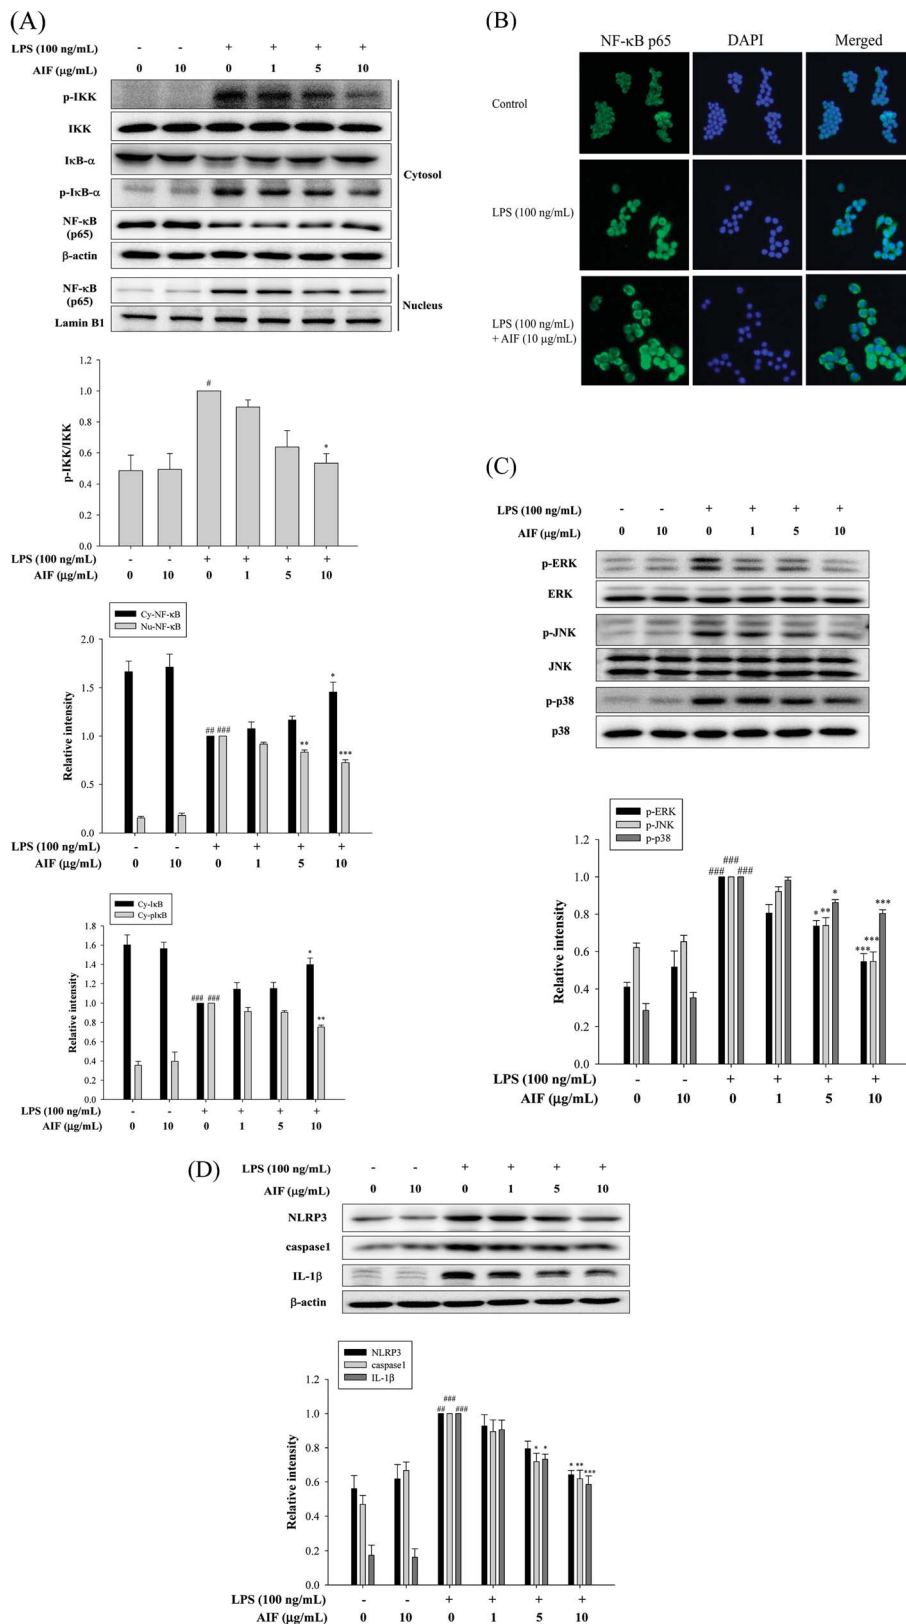 (A)
LPS (100 ng/mL) - - + + + +
AIF (µg/mL) 0 10 0 1 5 10
p-IKK
IKK
IκB-α
p-IκB-α
NF-κB
(p65)
β-actin
Cytosol
NF-κB
(p65)
Lamin B1
Nucleus
p-IKK/IKK
1.2
1.0
0.8
0.6
0.4
0.2
0.0
#
*
LPS (100 ng/mL) - - + + + +
AIF (µg/mL) 0 10 0 1 5 10
Cy-NF-κB
Nu-NF-κB
Relative intensity
2.0
1.5
1.0
0.5
0.0
## ###
**
*
***
LPS (100 ng/mL) - - + + + +
AIF (µg/mL) 0 10 0 1 5 10
Cy-IκB
Cy-pIκB
Relative intensity
1.8
1.6
1.4
1.2
1.0
0.8
0.6
0.4
0.2
0.0
### ###
*
**
LPS (100 ng/mL) - - + + + +
AIF (µg/mL) 0 10 0 1 5 10
(B)
NF-κB p65 DAPI Merged
Control
LPS (100 ng/mL)
LPS (100 ng/mL)
+ AIF (10 µg/mL)
(C)
LPS (100 ng/mL) - - + + + +
AIF (µg/mL) 0 10 0 1 5 10
p-ERK
ERK
p-JNK
JNK
p-p38
p38
p-ERK
p-JNK
p-p38
Relative intensity
1.2
1.0
0.8
0.6
0.4
0.2
0.0
###
### ###
* ** *
*** *** ***
LPS (100 ng/mL) - - + + + +
AIF (µg/mL) 0 10 0 1 5 10
(D)
LPS (100 ng/mL) - - + + + +
AIF (µg/mL) 0 10 0 1 5 10
NLRP3
caspase1
IL-1β
β-actin
NLRP3
caspase1
IL-1β
Relative intensity
1.2
1.0
0.8
0.6
0.4
0.2
0.0
###
## ###
* *
* ** ***
LPS (100 ng/mL) - - + + + +
AIF (µg/mL) 0 10 0 1 5 10